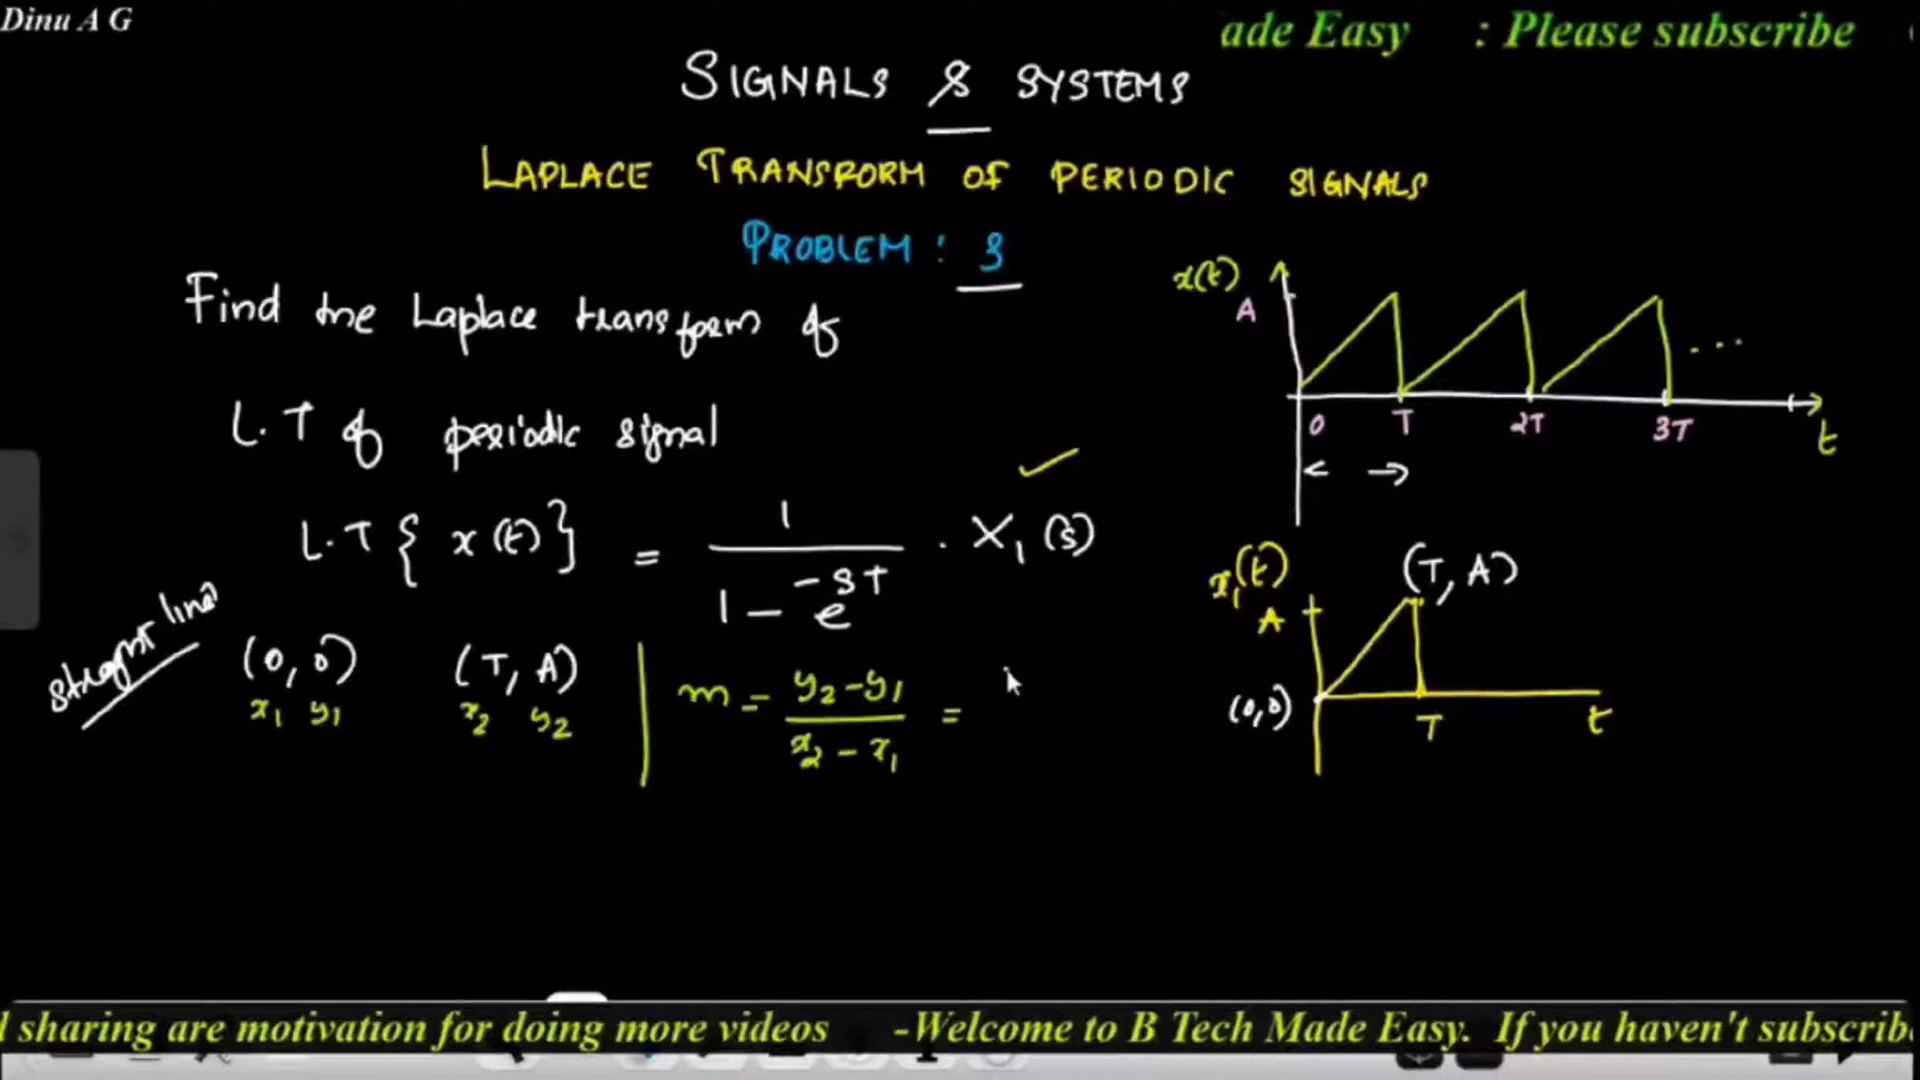 Dinu A G
ade Easy : Please subscribe
SIGNALS & SYSTEMS
LAPLACE TRANSFORM OF PERIODIC SIGNALS
PROBLEM : 3
Find the Laplace transform of
x(t)
A
0 T 2T 3T
t
...
L.T of periodic signal
L.T { x(t) } = 1 / 1 - e^-ST . X₁(s)
straight line
(0, 0) (T, A)
x₁ y₁ x₂ y₂
m = y₂-y₁ / x₂-x₁ =
x₁(t)
A
(T, A)
(0,0)
T
t
l sharing are motivation for doing more videos -Welcome to B Tech Made Easy. If you haven't subscrib